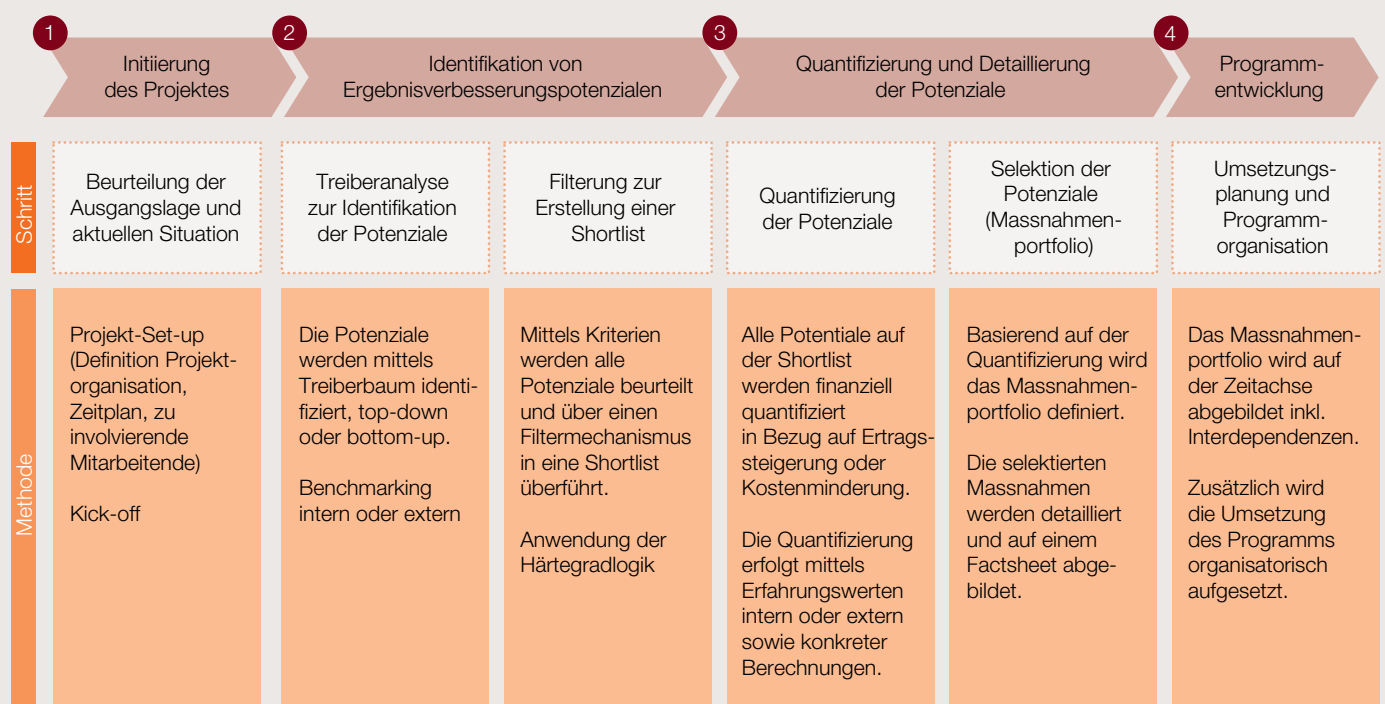 1
Initiierung
des Projektes
2
Identifikation von
Ergebnisverbesserungspotenzialen
3
Quantifizierung und Detaillierung
der Potenziale
4
Programm-
entwicklung
Schritt
Beurteilung der
Ausgangslage und
aktuellen Situation
Treiberanalyse
zur Identifikation
der Potenziale
Filterung zur
Erstellung einer
Shortlist
Quantifizierung
der Potenziale
Selektion der
Potenziale
(Massnahmen-
portfolio)
Umsetzungs-
planung und
Programm-
organisation
Methode
Projekt-Set-up
(Definition Projekt-
organisation,
Zeitplan, zu
involvierende
Mitarbeitende)
Kick-off
Die Potenziale
werden mittels
Treiberbaum identi-
fiziert, top-down
oder bottom-up.
Benchmarking
intern oder extern
Mittels Kriterien
werden alle
Potenziale beurteilt
und über einen
Filtermechanismus
in eine Shortlist
überführt.
Anwendung der
Härtegradlogik
Alle Potentiale auf
der Shortlist
werden finanziell
quantifiziert
in Bezug auf Ertrags-
steigerung oder
Kostenminderung.
Die Quantifizierung
erfolgt mittels
Erfahrungswerten
intern oder extern
sowie konkreter
Berechnungen.
Basierend auf der
Quantifizierung wird
das Massnahmen-
portfolio definiert.
Die selektierten
Massnahmen
werden detailliert
und auf einem
Factsheet abge-
bildet.
Das Massnahmen-
portfolio wird auf
der Zeitachse
abgebildet inkl.
Interdependenzen.
Zusätzlich wird
die Umsetzung
des Programms
organisatorisch
aufgesetzt.